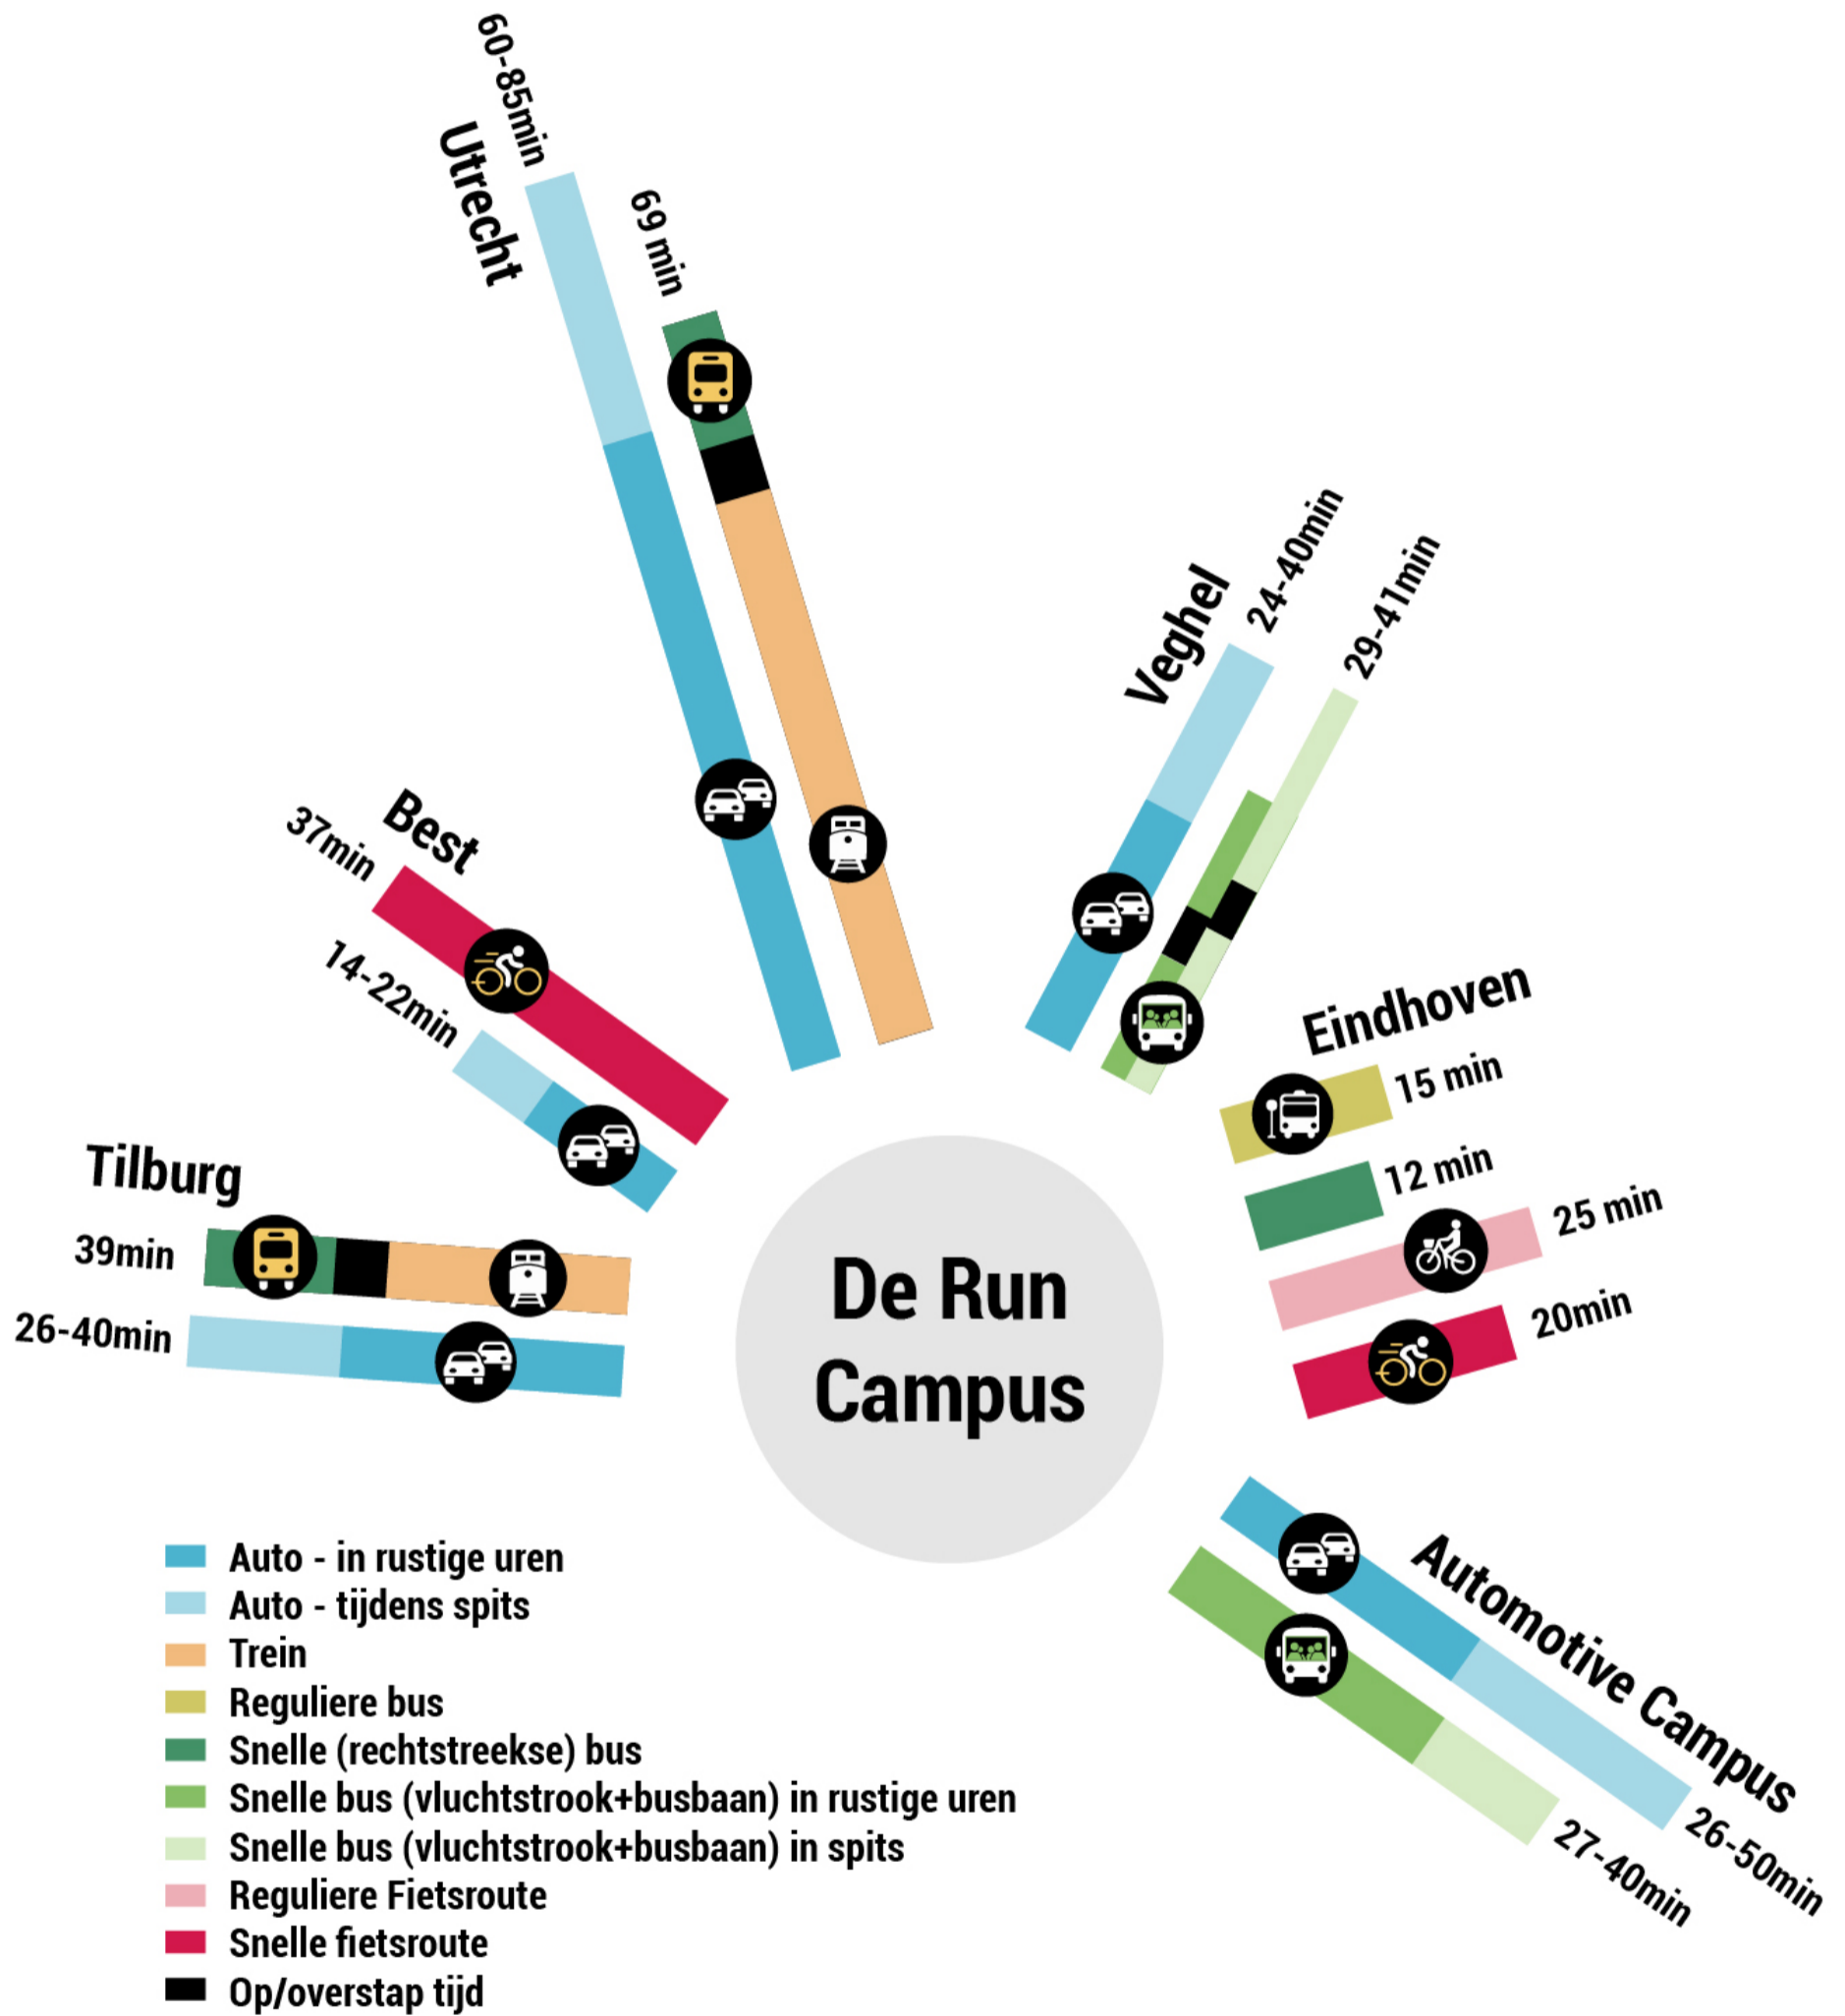 60-85min
Utrecht
69 min
Veghel
24-40min
29-41min
Best
37min
14-22min
Eindhoven
15 min
12 min
25 min
20min
Tilburg
39min
26-40min
De Run
Campus
Automotive Campus
26-50min
27-40min
Auto - in rustige uren
Auto - tijdens spits
Trein
Reguliere bus
Snelle (rechtstreekse) bus
Snelle bus (vluchtstrook+busbaan) in rustige uren
Snelle bus (vluchtstrook+busbaan) in spits
Reguliere Fietsroute
Snelle fietsroute
Op/overstap tijd